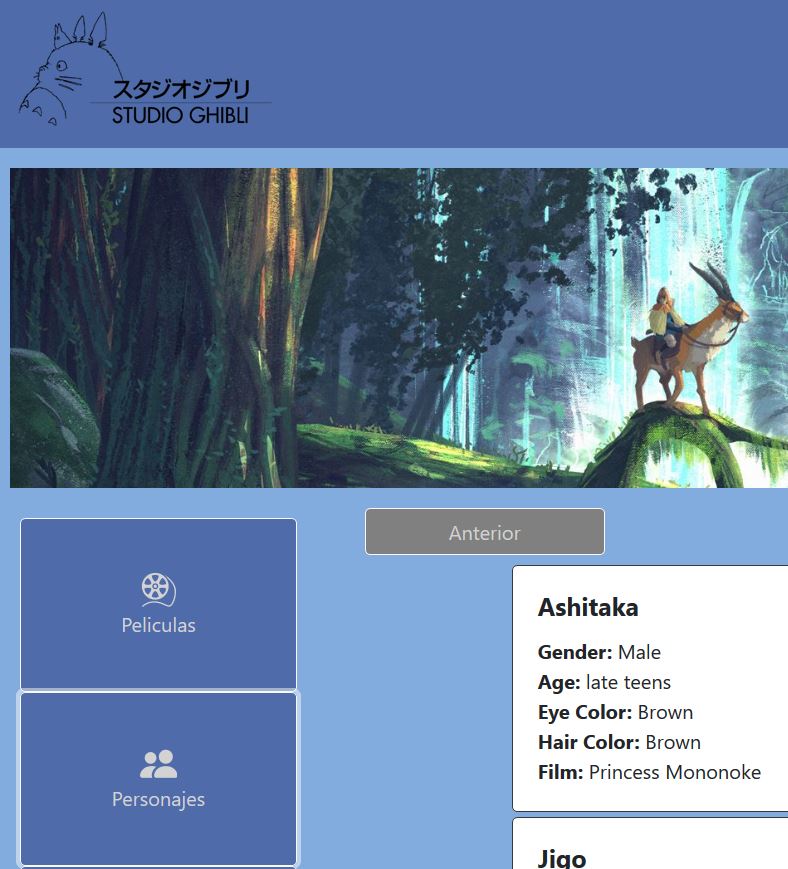 スタジオジブリ
STUDIO GHIBLI
Peliculas
Personajes
Anterior
Ashitaka
Gender: Male
Age: late teens
Eye Color: Brown
Hair Color: Brown
Film: Princess Mononoke
Jigo